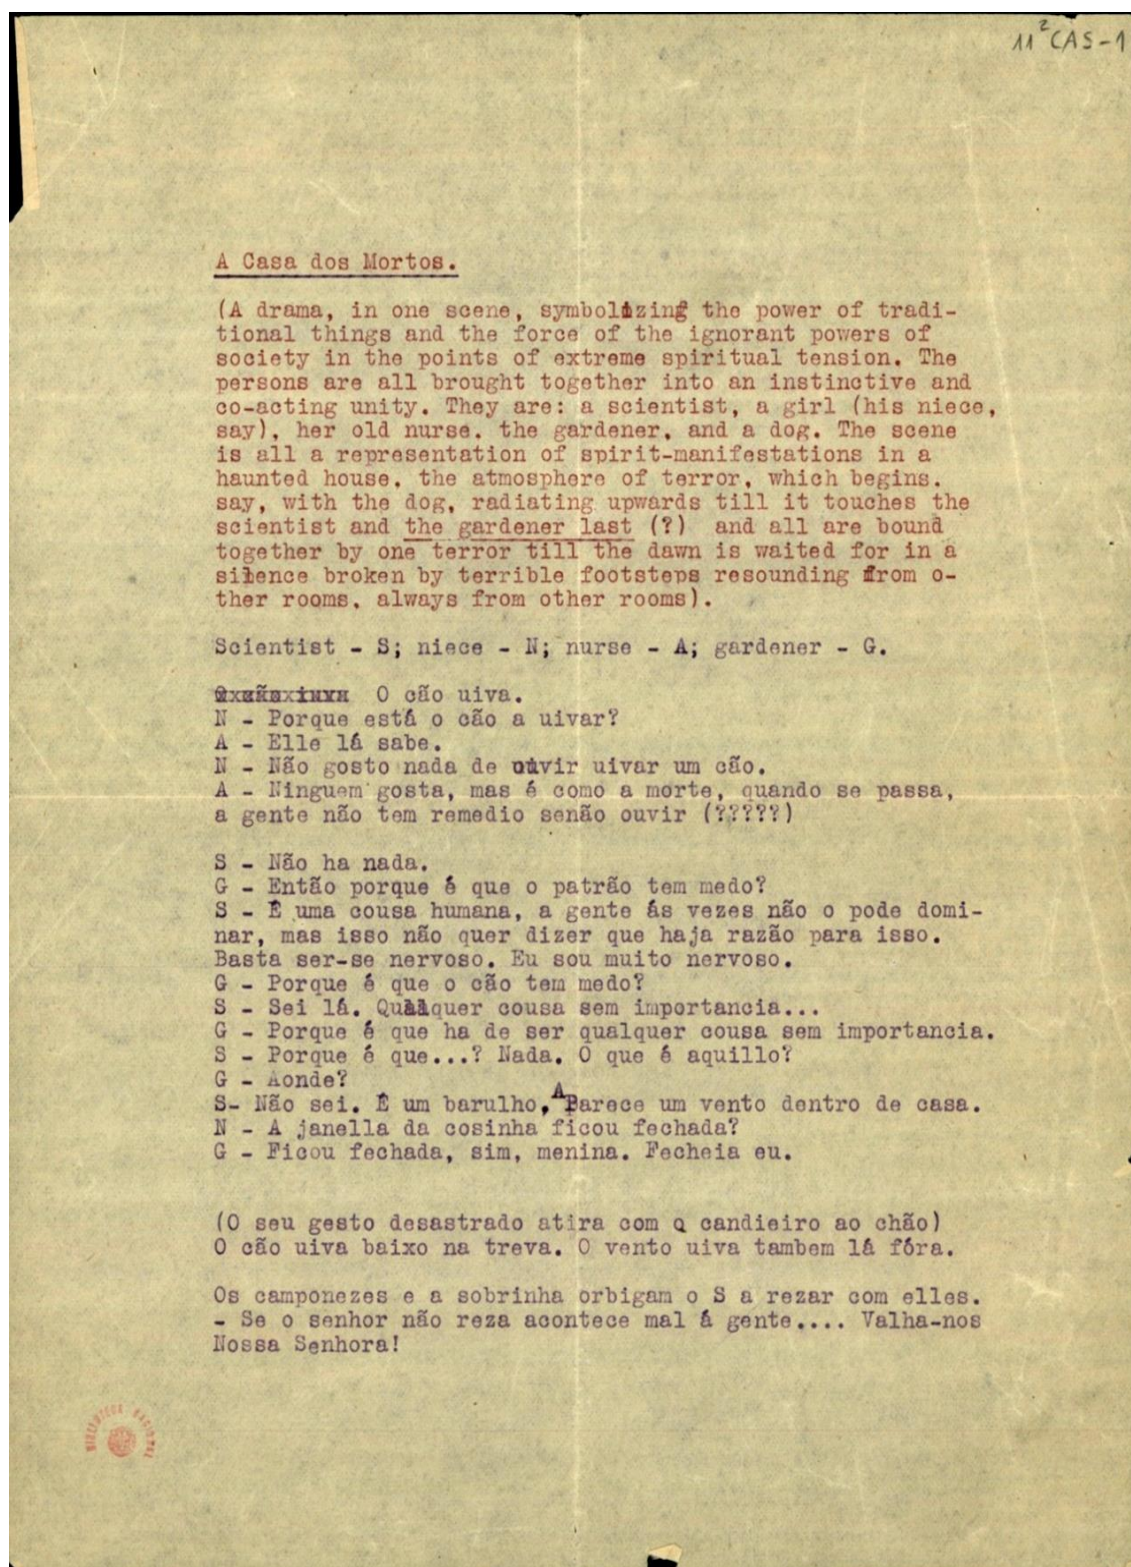 11² CAS-1
A Casa dos Mortos.
(A drama, in one scene, symbolizing the power of tradi-
tional things and the force of the ignorant powers of
society in the points of extreme spiritual tension. The
persons are all brought together into an instinctive and
co-acting unity. They are: a scientist, a girl (his niece,
say), her old nurse. the gardener. and a dog. The scene
is all a representation of spirit-manifestations in a
haunted house. the atmosphere of terror. which begins.
say, with the dog, radiating upwards till it touches the
scientist and the gardener last (?) and all are bound
together by one terror till the dawn is waited for in a
silence broken by terrible footsteps resounding from o-
ther rooms. always from other rooms).
Scientist - S; niece - N; nurse - A; gardener - G.
O cão uiva.
N - Porque está o cão a uivar?
A - Elle lá sabe.
N - Não gosto nada de ouvir uivar um cão.
A - Ninguem gosta, mas é como a morte, quando se passa,
a gente não tem remedio senão ouvir (?????)
S - Não ha nada.
G - Então porque é que o patrão tem medo?
S - É uma cousa humana, a gente ás vezes não o pode domi-
nar, mas isso não quer dizer que haja razão para isso.
Basta ser-se nervoso. Eu sou muito nervoso.
G - Porque é que o cão tem medo?
S - Sei lá. Qualquer cousa sem importancia...
G - Porque é que ha de ser qualquer cousa sem importancia.
S - Porque é que...? Nada. O que é aquillo?
G - Aonde?
S- Não sei. É um barulho. Aparece um vento dentro de casa.
N - A janella da cosinha ficou fechada?
G - Ficou fechada, sim, menina. Fecheia eu.
(O seu gesto desastrado atira com o candieiro ao chão)
O cão uiva baixo na treva. O vento uiva tambem lá fóra.
Os camponezes e a sobrinha orbigam o S a rezar com elles.
- Se o senhor não reza acontece mal á gente.... Valha-nos
Nossa Senhora!
BIBLIOTECA NACIONAL